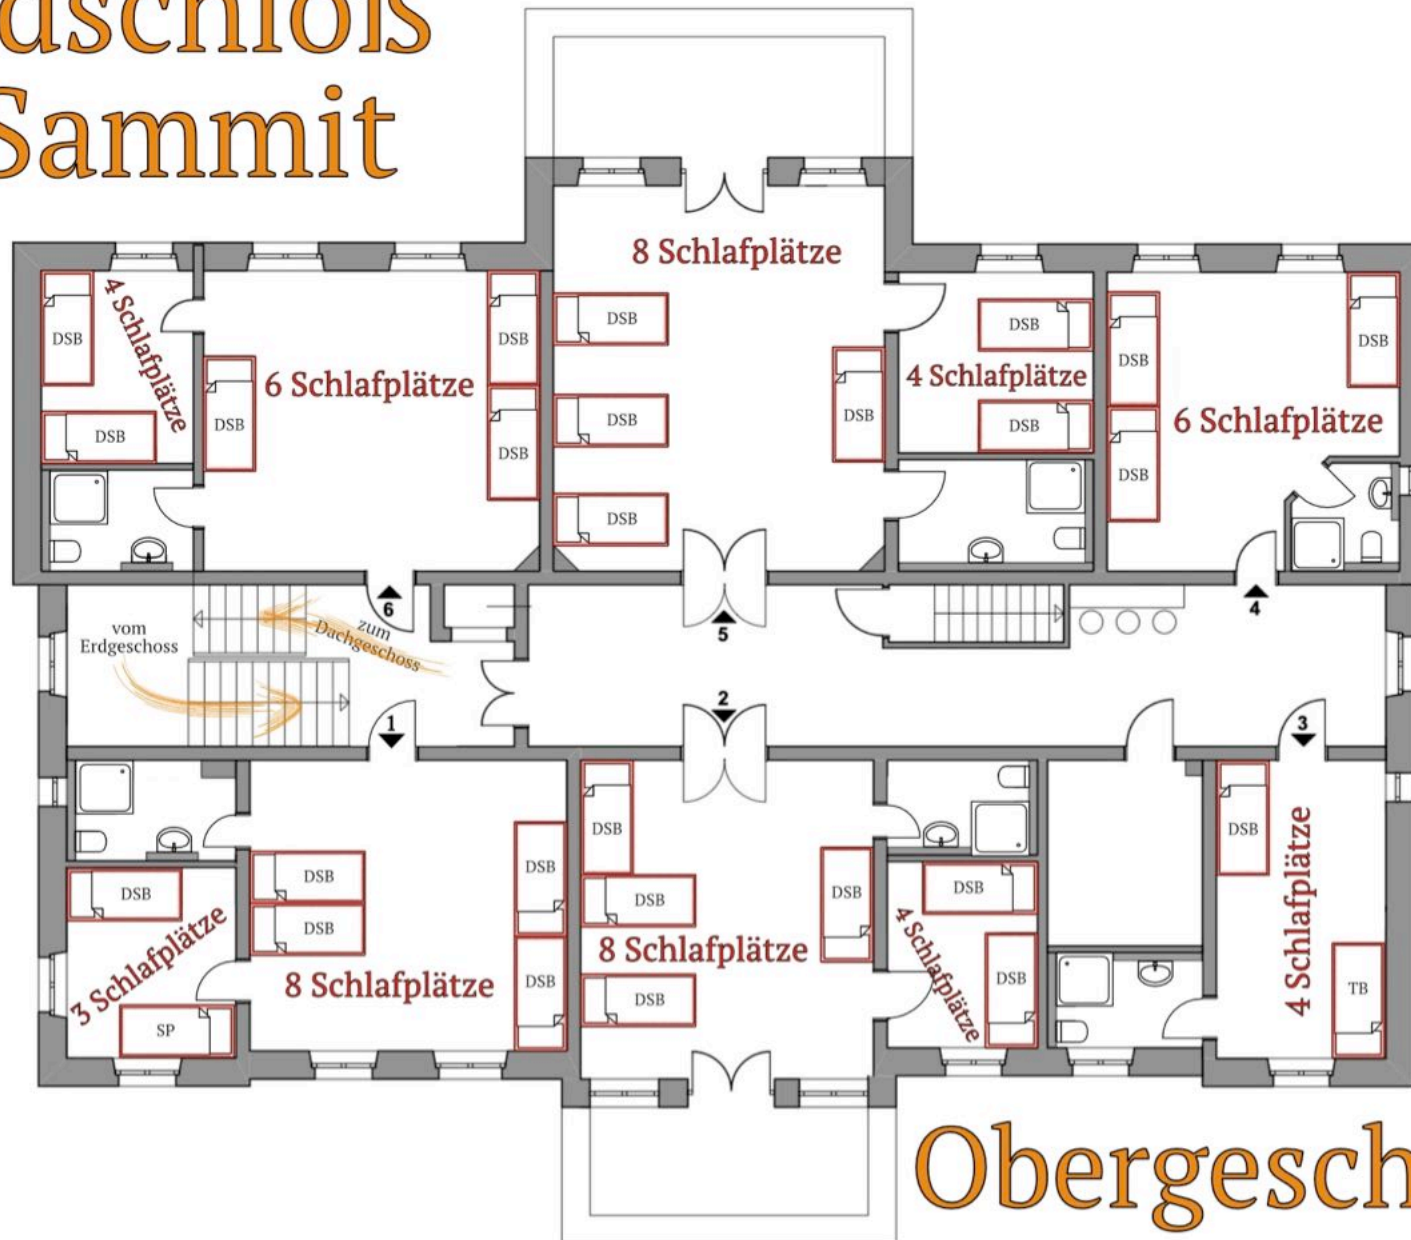 dschloß
Sammit
8 Schlafplätze
DSB
4 Schlafplätze
DSB
DSB
6 Schlafplätze
DSB
DSB
DSB
DSB
DSB
DSB
DSB
DSB
4 Schlafplätze
DSB
DSB
6 Schlafplätze
DSB
DSB
6
5
4
vom
Erdgeschoss
zum
Dachgeschoss
1
2
3
DSB
3 Schlafplätze
SP
DSB
DSB
8 Schlafplätze
DSB
DSB
DSB
DSB
8 Schlafplätze
DSB
DSB
DSB
4 Schlafplätze
DSB
DSB
4 Schlafplätze
TB
Obergesch